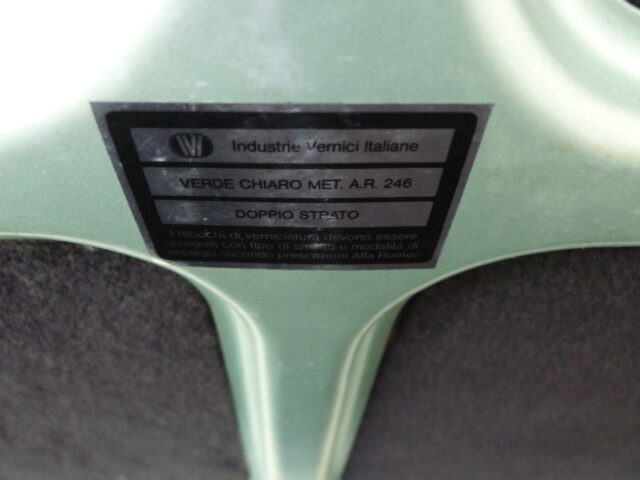 IVI Industrie Vernici Italiane
VERDE CHIARO MET. A.R. 246
DOPPIO STRATO
I ritocchi di verniciatura devono essere
eseguiti con tipo di smalto e modalità di
impiego secondo prescrizioni Alfa Romeo